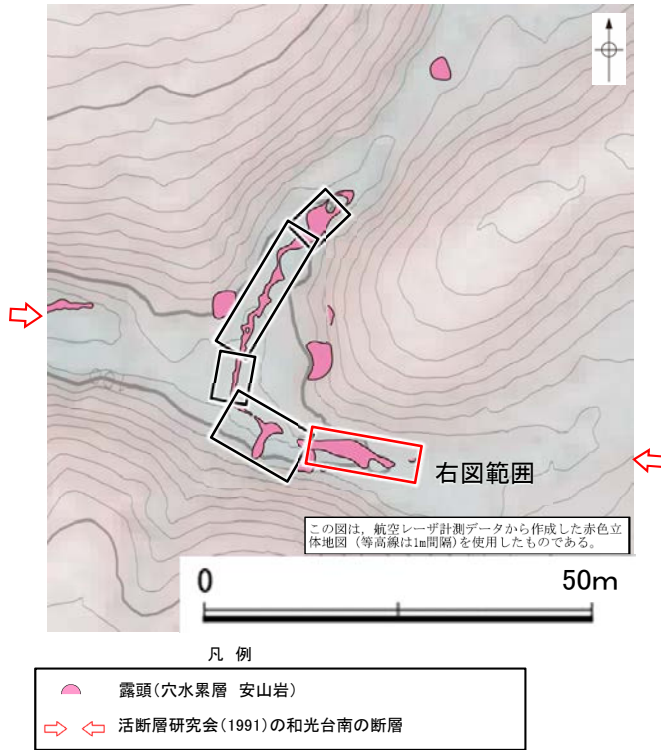 右図範囲
この図は，航空レーザ計測データから作成した赤色立
体地図（等高線は1m間隔)を使用したものである。
0
50m
凡 例
露頭(穴水累層 安山岩)
活断層研究会(1991)の和光台南の断層